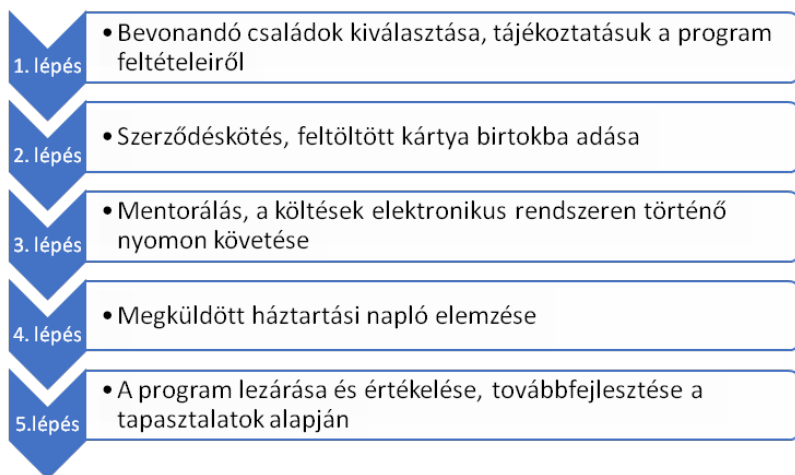 1. lépés
• Bevonandó családok kiválasztása, tájékoztatásuk a program
feltételeiről
2. lépés
• Szerződéskötés, feltöltött kártya birtokba adása
3. lépés
• Mentorálás, a költések elektronikus rendszeren történő
nyomon követése
4. lépés
• Megküldött háztartási napló elemzése
5.lépés
• A program lezárása és értékelése, továbbfejlesztése a
tapasztalatok alapján